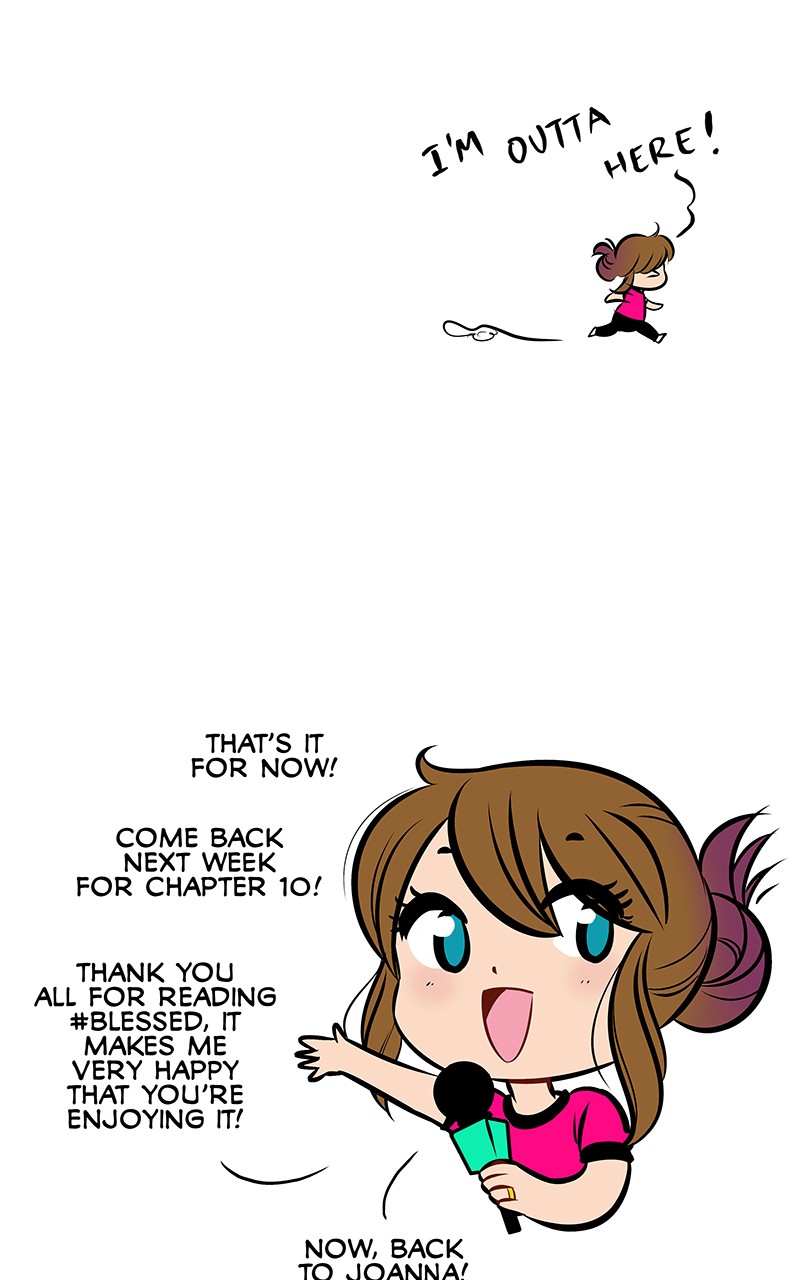 I'M OUTTA
HERE!
THAT'S IT
FOR NOW!
COME BACK
NEXT WEEK
FOR CHAPTER 10!
THANK YOU
ALL FOR READING
#BLESSED, IT
MAKES ME
VERY HAPPY
THAT YOU'RE
ENJOYING IT!
NOW, BACK
TO JOANNA!